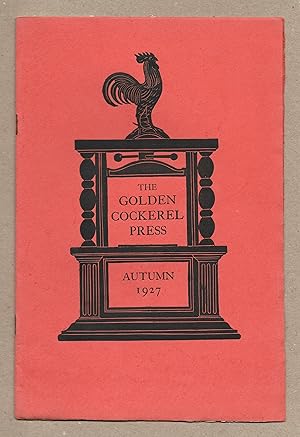 THE
GOLDEN
COCKEREL
PRESS
AUTUMN
1927